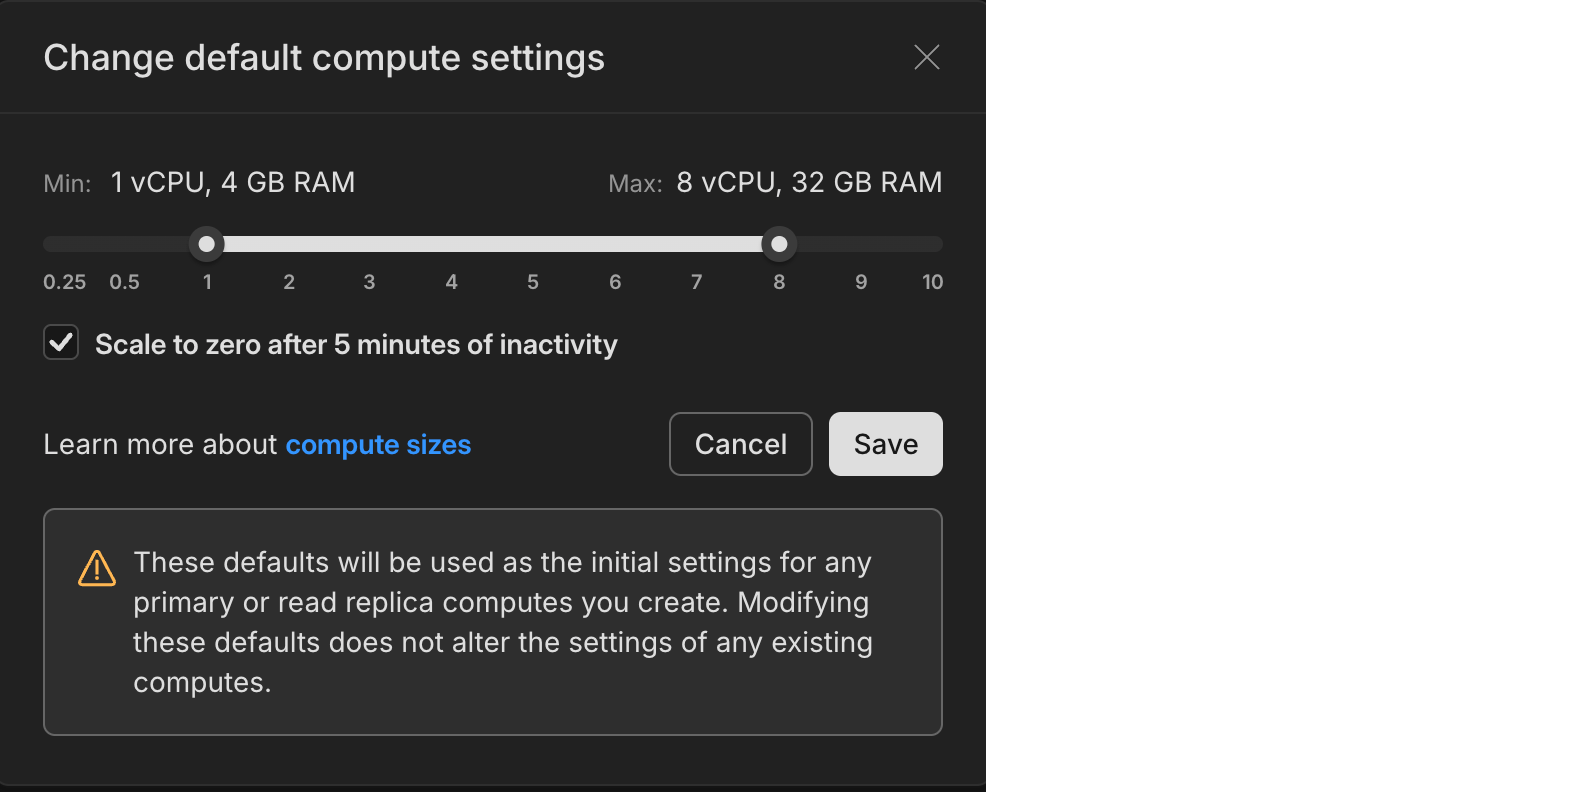 Change default compute settings
Min: 1 vCPU, 4 GB RAM
Max: 8 vCPU, 32 GB RAM
0.25 0.5 1 2 3 4 5 6 7 8 9 10
Scale to zero after 5 minutes of inactivity
Learn more about compute sizes
Cancel
Save
These defaults will be used as the initial settings for any
primary or read replica computes you create. Modifying
these defaults does not alter the settings of any existing
computes.